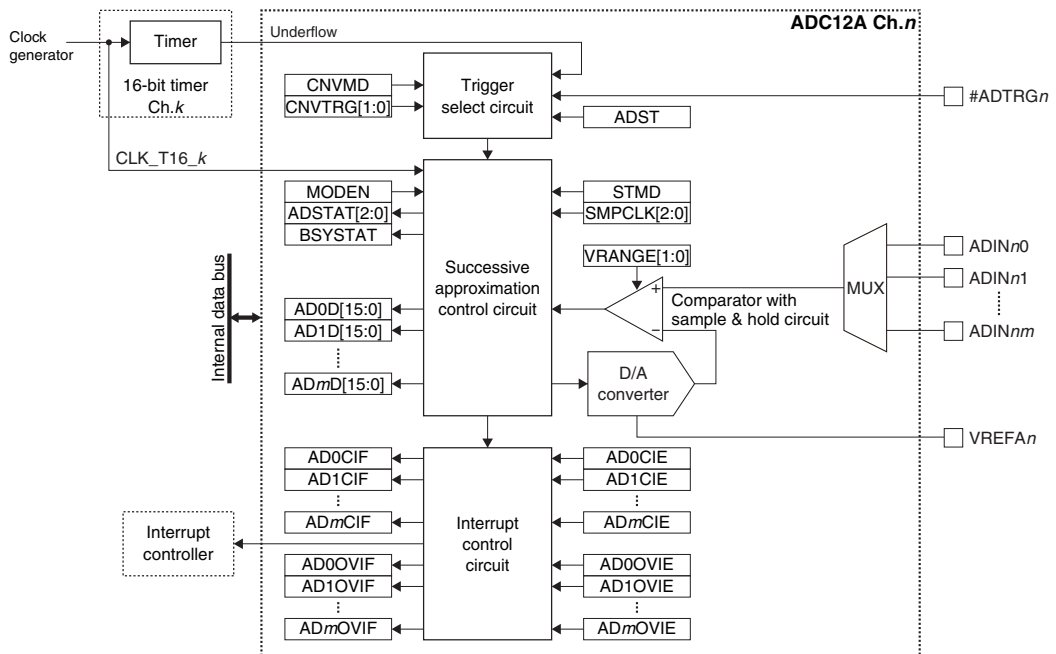 ADC12A Ch.n
Clock
generator
Timer
Underflow
16-bit timer
Ch.k
CNVMD
CNVTRG[1:0]
Trigger
select circuit
#ADTRGn
ADST
CLK_T16_k
MODEN
ADSTAT[2:0]
BSYSTAT
STMD
SMPCLK[2:0]
VRANGE[1:0]
Successive
approximation
control circuit
AD0D[15:0]
AD1D[15:0]
ADmD[15:0]
Internal data bus
+
−
Comparator with
sample & hold circuit
MUX
ADINn0
ADINn1
ADINnm
D/A
converter
VREFAn
AD0CIF
AD1CIF
ADmCIF
AD0OVIF
AD1OVIF
ADmOVIF
Interrupt
control
circuit
AD0CIE
AD1CIE
ADmCIE
AD0OVIE
AD1OVIE
ADmOVIE
Interrupt
controller